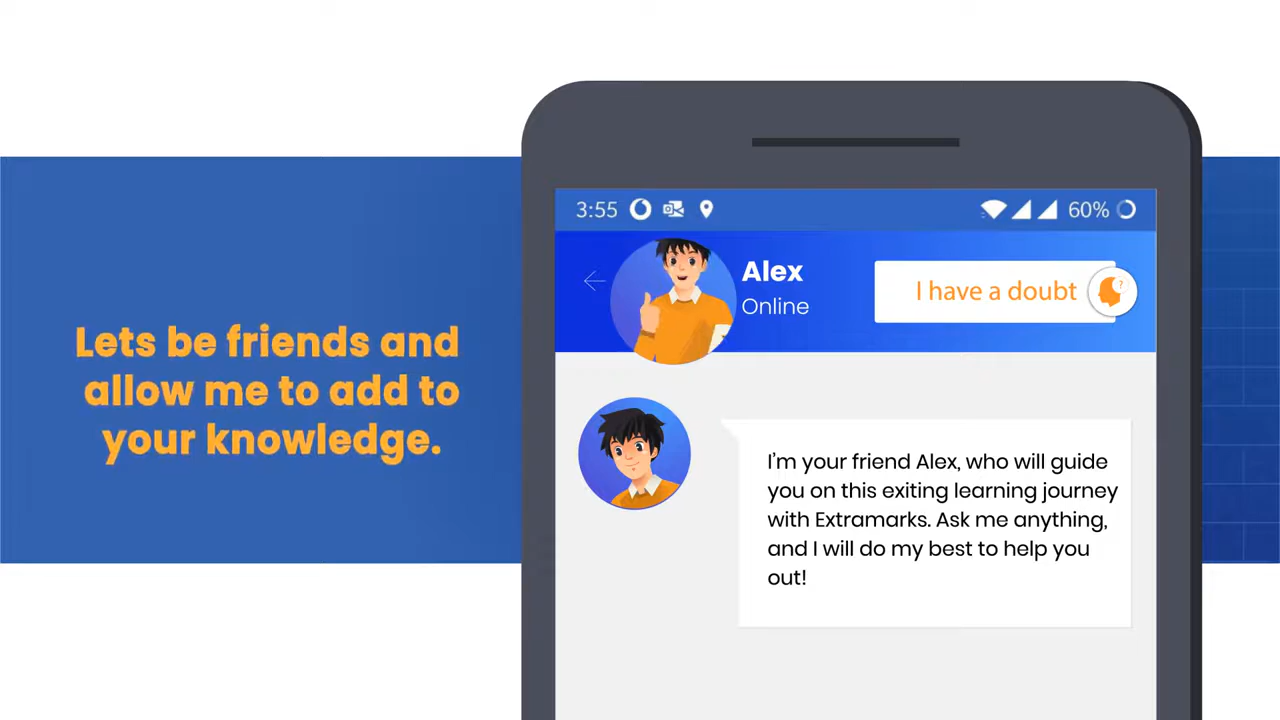 Lets be friends and
allow me to add to
your knowledge.
3:55
60%
Alex
Online
I have a doubt
?
I'm your friend Alex, who will guide
you on this exiting learning journey
with Extramarks. Ask me anything,
and I will do my best to help you
out!